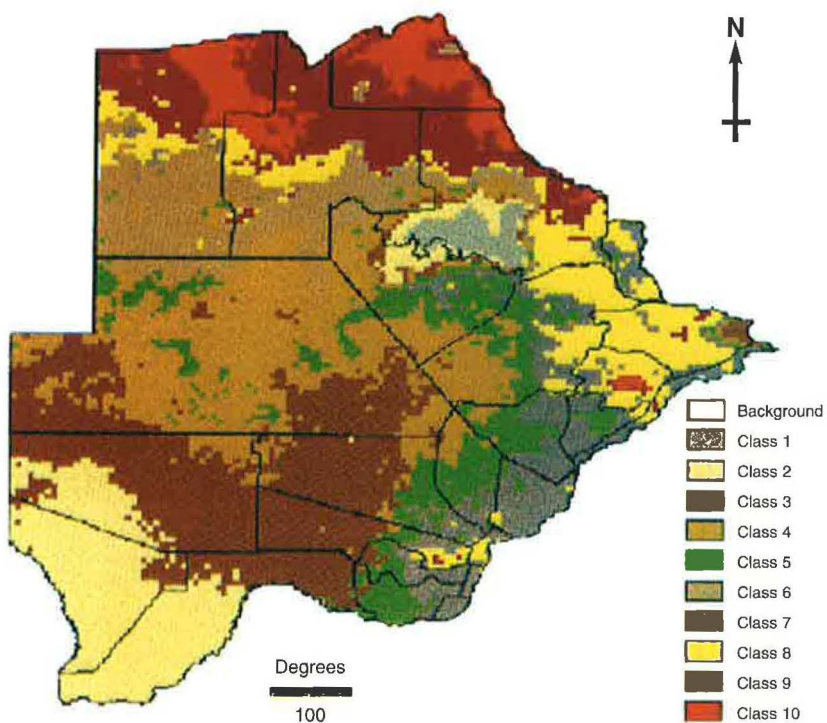 N
Background
Class 1
Class 2
Class 3
Class 4
Class 5
Class 6
Class 7
Class 8
Class 9
Class 10
Degrees
100